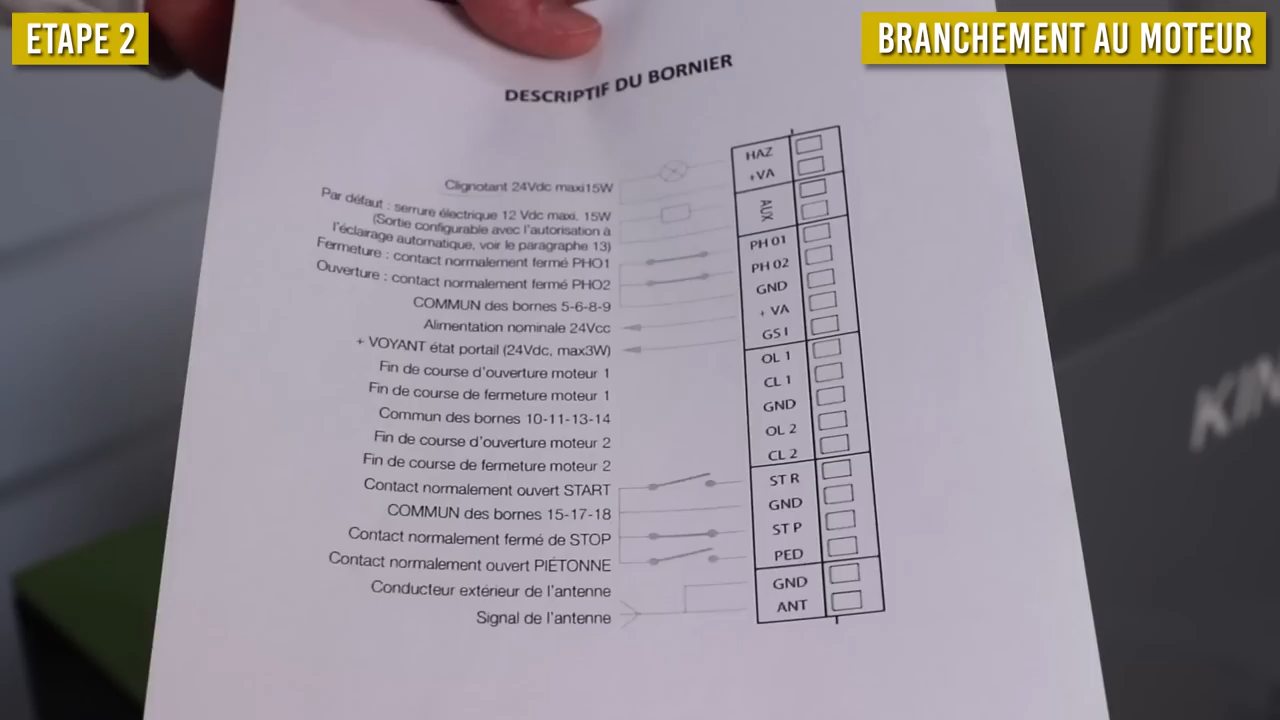 ETAPE 2
BRANCHEMENT AU MOTEUR
DESCRIPTIF DU BORNIER
Clignotant 24Vdc maxi15W
Par défaut : serrure électrique 12 Vdc maxi. 15W
(Sortie configurable avec l'autorisation à
l'éclairage automatique, voir le paragraphe 13)
Fermeture : contact normalement fermé PHO1
Ouverture : contact normalement fermé PHO2
COMMUN des bornes 5-6-8-9
Alimentation nominale 24Vcc
+ VOYANT état portail (24Vdc, max3W)
Fin de course d'ouverture moteur 1
Fin de course de fermeture moteur 1
Commun des bornes 10-11-13-14
Fin de course d'ouverture moteur 2
Fin de course de fermeture moteur 2
Contact normalement ouvert START
COMMUN des bornes 15-17-18
Contact normalement fermé de STOP
Contact normalement ouvert PIÉTONNE
Conducteur extérieur de l'antenne
Signal de l'antenne
HAZ
+VA
AUX
PH 01
PH 02
GND
+ VA
GS I
OL 1
CL 1
GND
OL 2
CL 2
ST R
GND
ST P
PED
GND
ANT
KIN